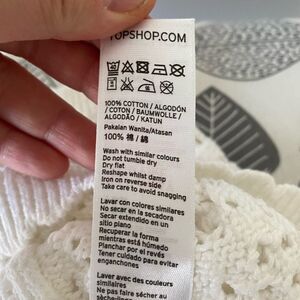 TOPSHOP.COM
100% COTTON / ALGODÓN
/ COTON / BAUMWOLLE /
ALGODÃO / KATUN
Pakaian Wanita/Atasan
100% 棉 / 綿
Wash with similar colours
Do not tumble dry
Dry flat
Reshape whilst damp
Iron on reverse side
Take care to avoid snagging
Lavar con colores similares
No secar en la secadora
Secar extendido en un
sitio plano
Recuperar la forma
mientras está húmedo
Planchar del revés
Tener cuidado para evitar
enganchones
Laver avec des couleurs
similaires
Ne pas faire sécher au